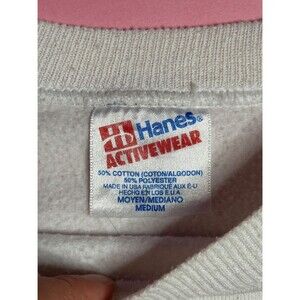 Hanes®
ACTIVEWEAR
50% COTTON (COTON/ALGODON)
50% POLYESTER
MADE IN USA FABRIQUE AUX E-U
HECHO EN LOS E.U.A.
MOYEN/MEDIANO
MEDIUM